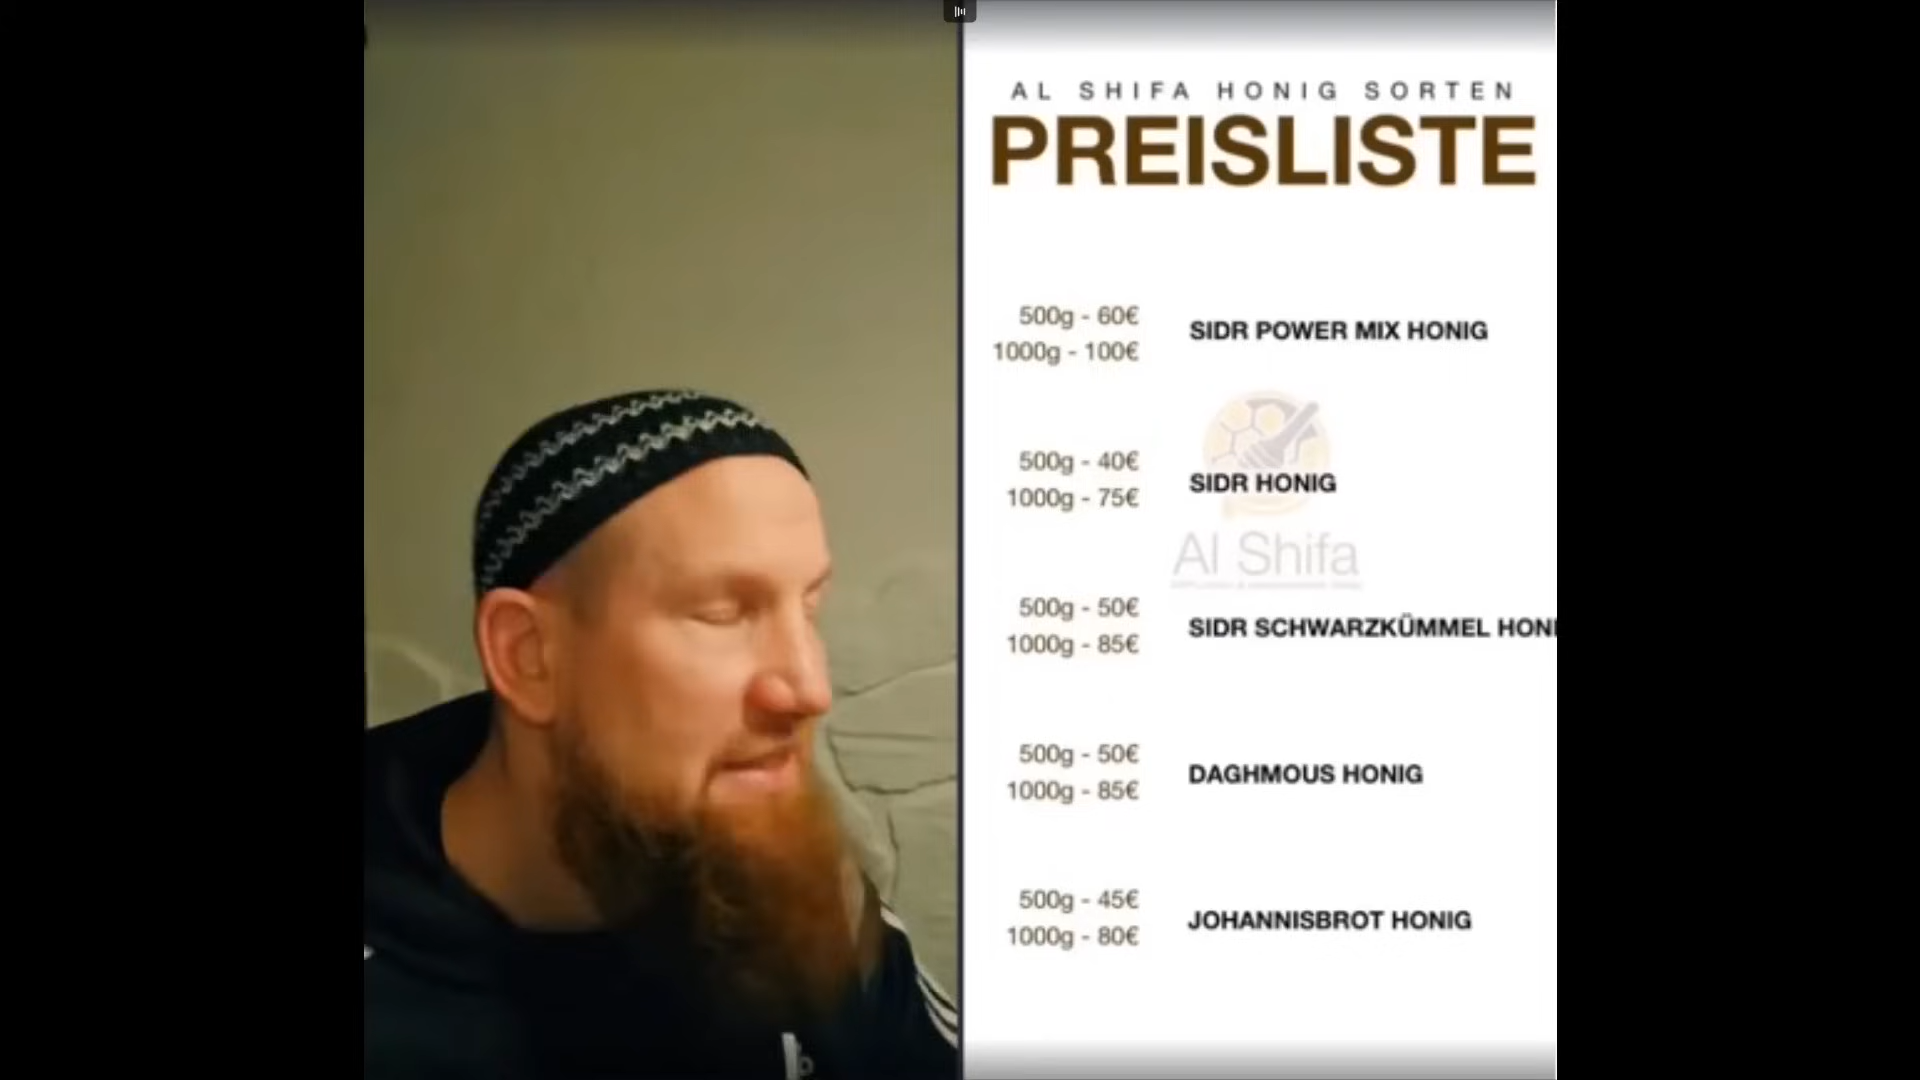 AL SHIFA HONIG SORTEN
PREISLISTE
500g - 60€
1000g - 100€
SIDR POWER MIX HONIG
500g - 40€
1000g - 75€
SIDR HONIG
Al Shifa
500g - 50€
1000g - 85€
SIDR SCHWARZKÜMMEL HONI
500g - 50€
1000g - 85€
DAGHMOUS HONIG
500g - 45€
1000g - 80€
JOHANNISBROT HONIG